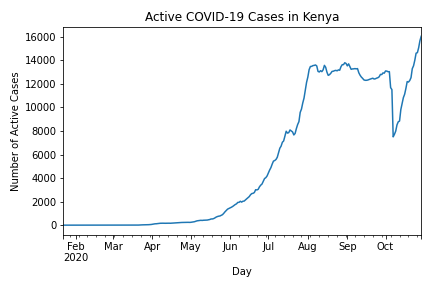 Active COVID-19 Cases in Kenya
Number of Active Cases
16000
14000
12000
10000
8000
6000
4000
2000
0
Feb Mar Apr May Jun Jul Aug Sep Oct
2020
Day